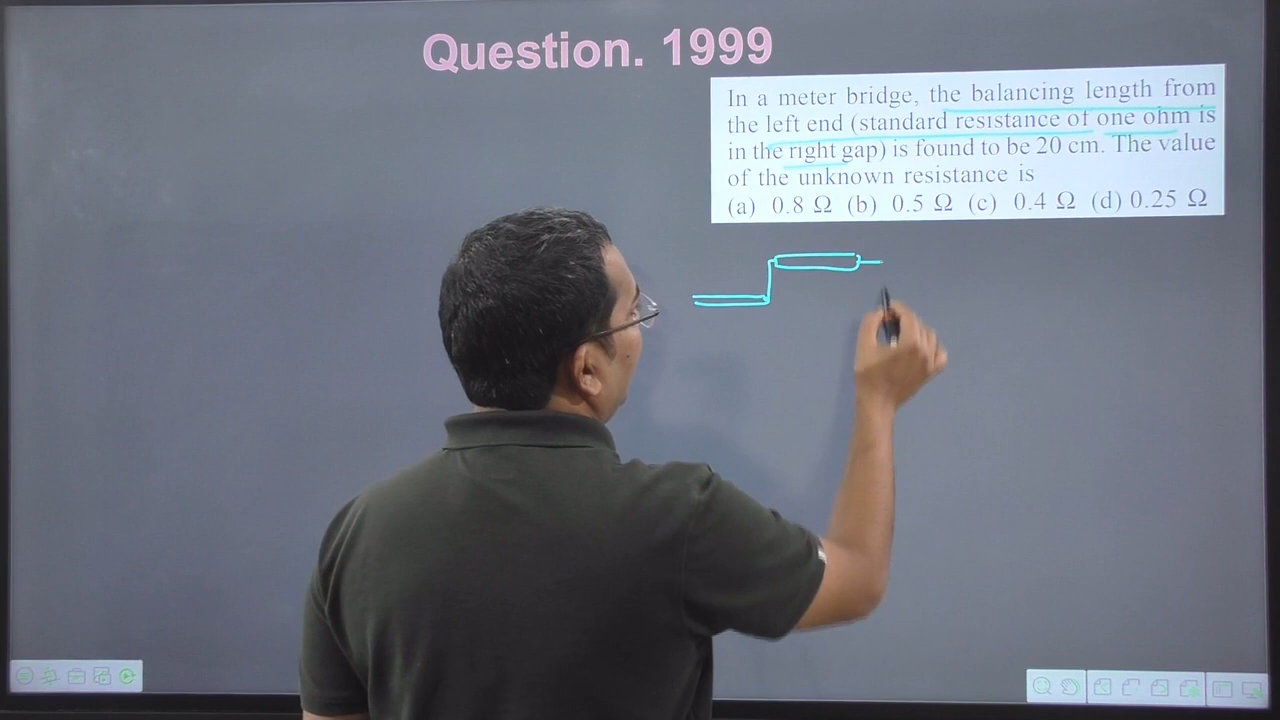 Question. 1999
In a meter bridge, the balancing length from
the left end (standard resistance of one ohm is
in the right gap) is found to be 20 cm. The value
of the unknown resistance is
(a) 0.8 Ω (b) 0.5 Ω (c) 0.4 Ω (d) 0.25 Ω